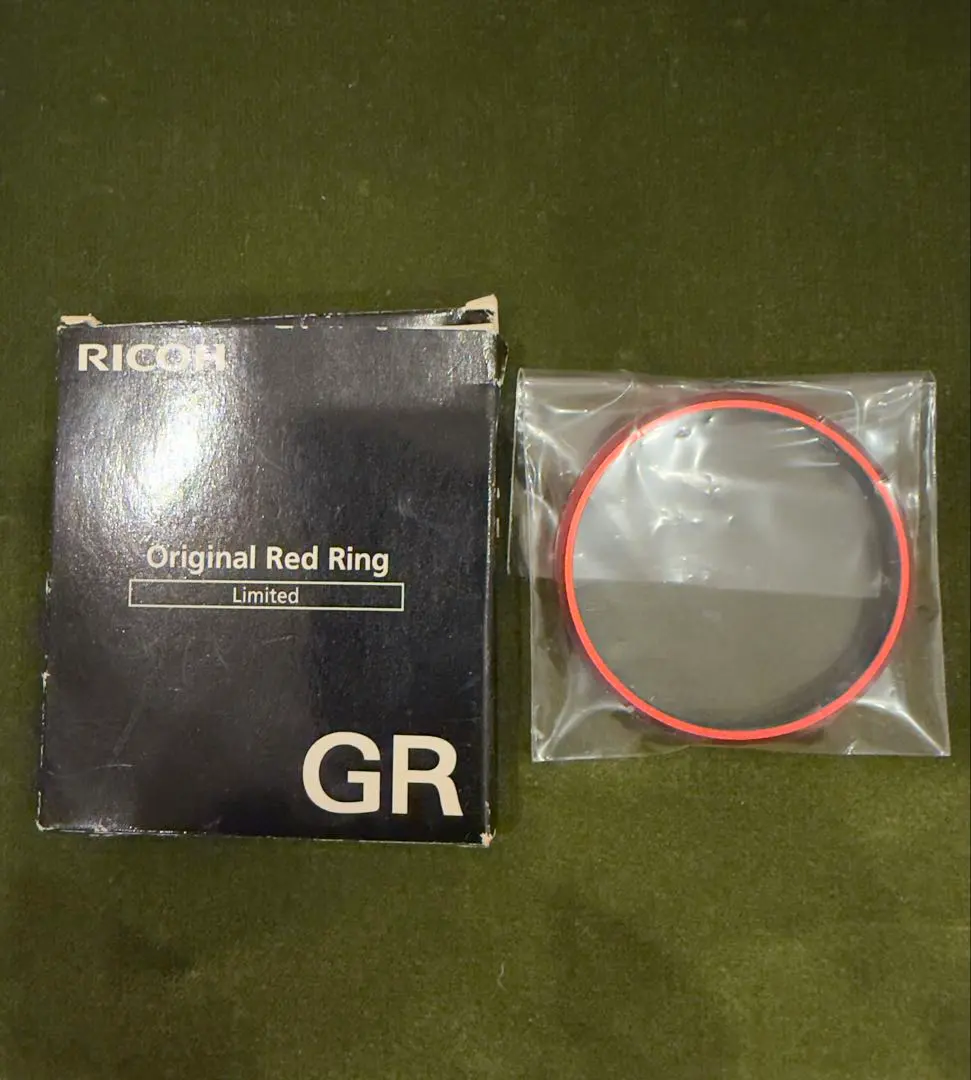 RICOH
Original Red Ring
Limited
GR